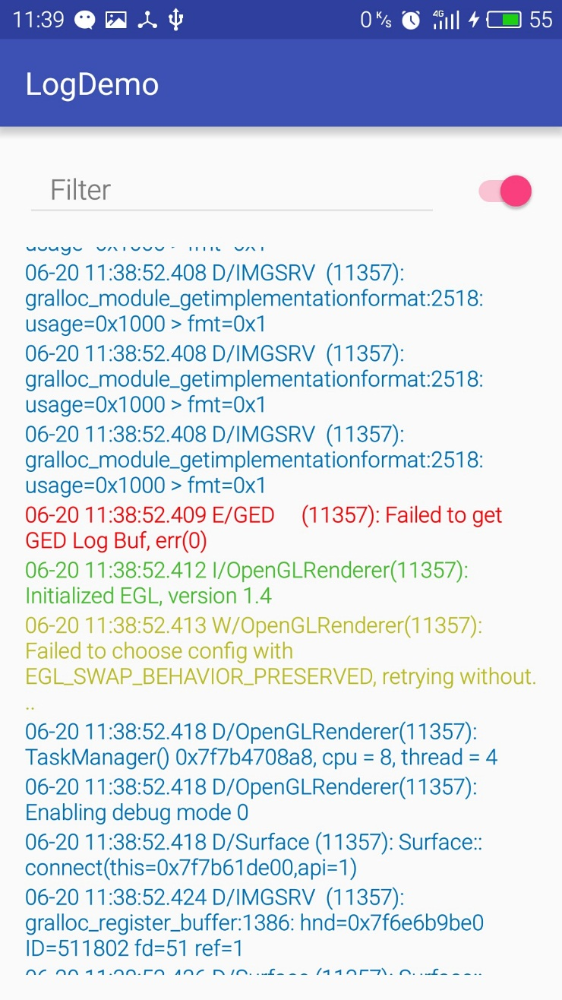 11:39
0 K/s
4G
55
LogDemo
Filter
usage=0x1000 > fmt=0x1
06-20 11:38:52.408 D/IMGSRV  (11357):
gralloc_module_getimplementationformat:2518:
usage=0x1000 > fmt=0x1
06-20 11:38:52.408 D/IMGSRV  (11357):
gralloc_module_getimplementationformat:2518:
usage=0x1000 > fmt=0x1
06-20 11:38:52.408 D/IMGSRV  (11357):
gralloc_module_getimplementationformat:2518:
usage=0x1000 > fmt=0x1
06-20 11:38:52.409 E/GED     (11357): Failed to get
GED Log Buf, err(0)
06-20 11:38:52.412 I/OpenGLRenderer(11357):
Initialized EGL, version 1.4
06-20 11:38:52.413 W/OpenGLRenderer(11357):
Failed to choose config with
EGL_SWAP_BEHAVIOR_PRESERVED, retrying without.
..
06-20 11:38:52.418 D/OpenGLRenderer(11357):
TaskManager() 0x7f7b4708a8, cpu = 8, thread = 4
06-20 11:38:52.418 D/OpenGLRenderer(11357):
Enabling debug mode 0
06-20 11:38:52.418 D/Surface (11357): Surface::
connect(this=0x7f7b61de00,api=1)
06-20 11:38:52.424 D/IMGSRV  (11357):
gralloc_register_buffer:1386: hnd=0x7f6e6b9be0
ID=511802 fd=51 ref=1
D/Surface (11357): Surface::